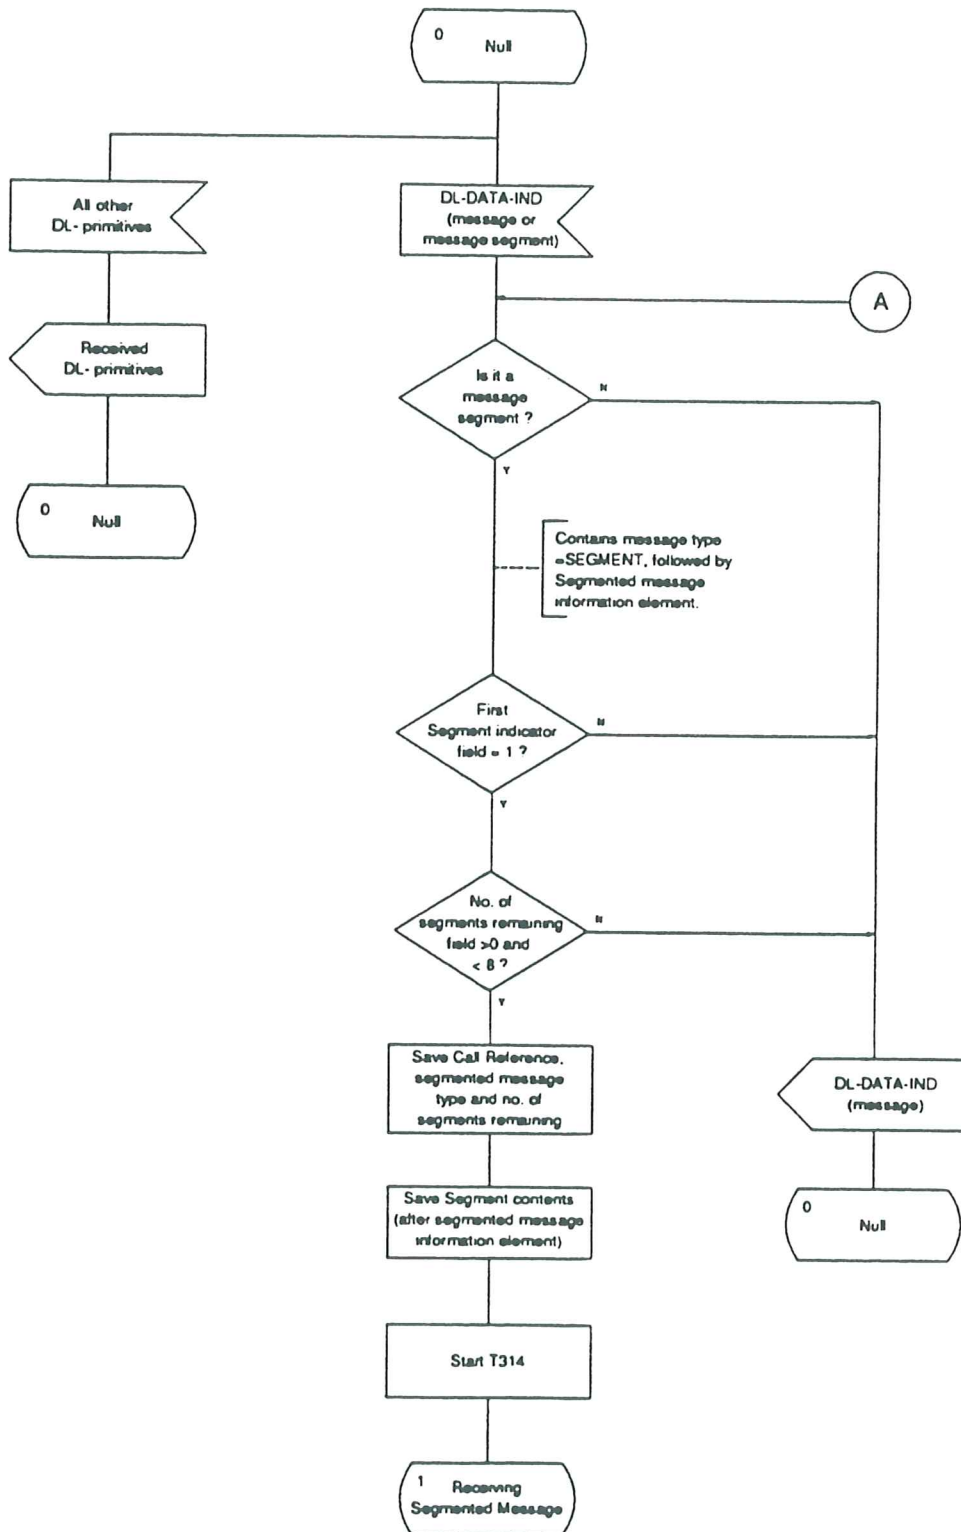 0
Null
All other
DL- primitives
DL-DATA-IND
(message or
message segment)
A
Received
DL- primitives
Is it a
message
segment ?
N
Y
0
Null
Contains message type
=SEGMENT, followed by
Segmented message
information element.
First
Segment indicator
field = 1 ?
N
Y
No. of
segments remaining
field >0 and
< 8 ?
N
Y
Save Call Reference,
segmented message
type and no. of
segments remaining
DL-DATA-IND
(message)
Save Segment contents
(after segmented message
information element)
0
Null
Start T314
1
Receiving
Segmented Message